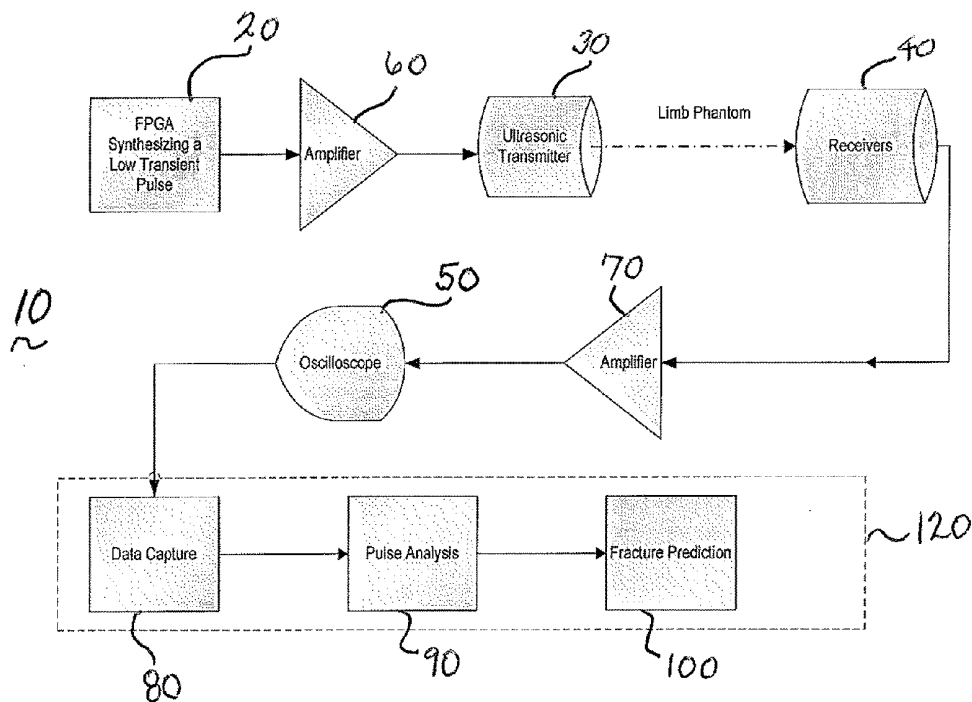 20
60
30
40
FPGA
Synthesizing a
Low Transient
Pulse
Amplifier
Ultrasonic
Transmitter
Limb Phantom
Receivers
10
50
70
Oscilloscope
Amplifier
Data Capture
Pulse Analysis
Fracture Prediction
120
80
90
100